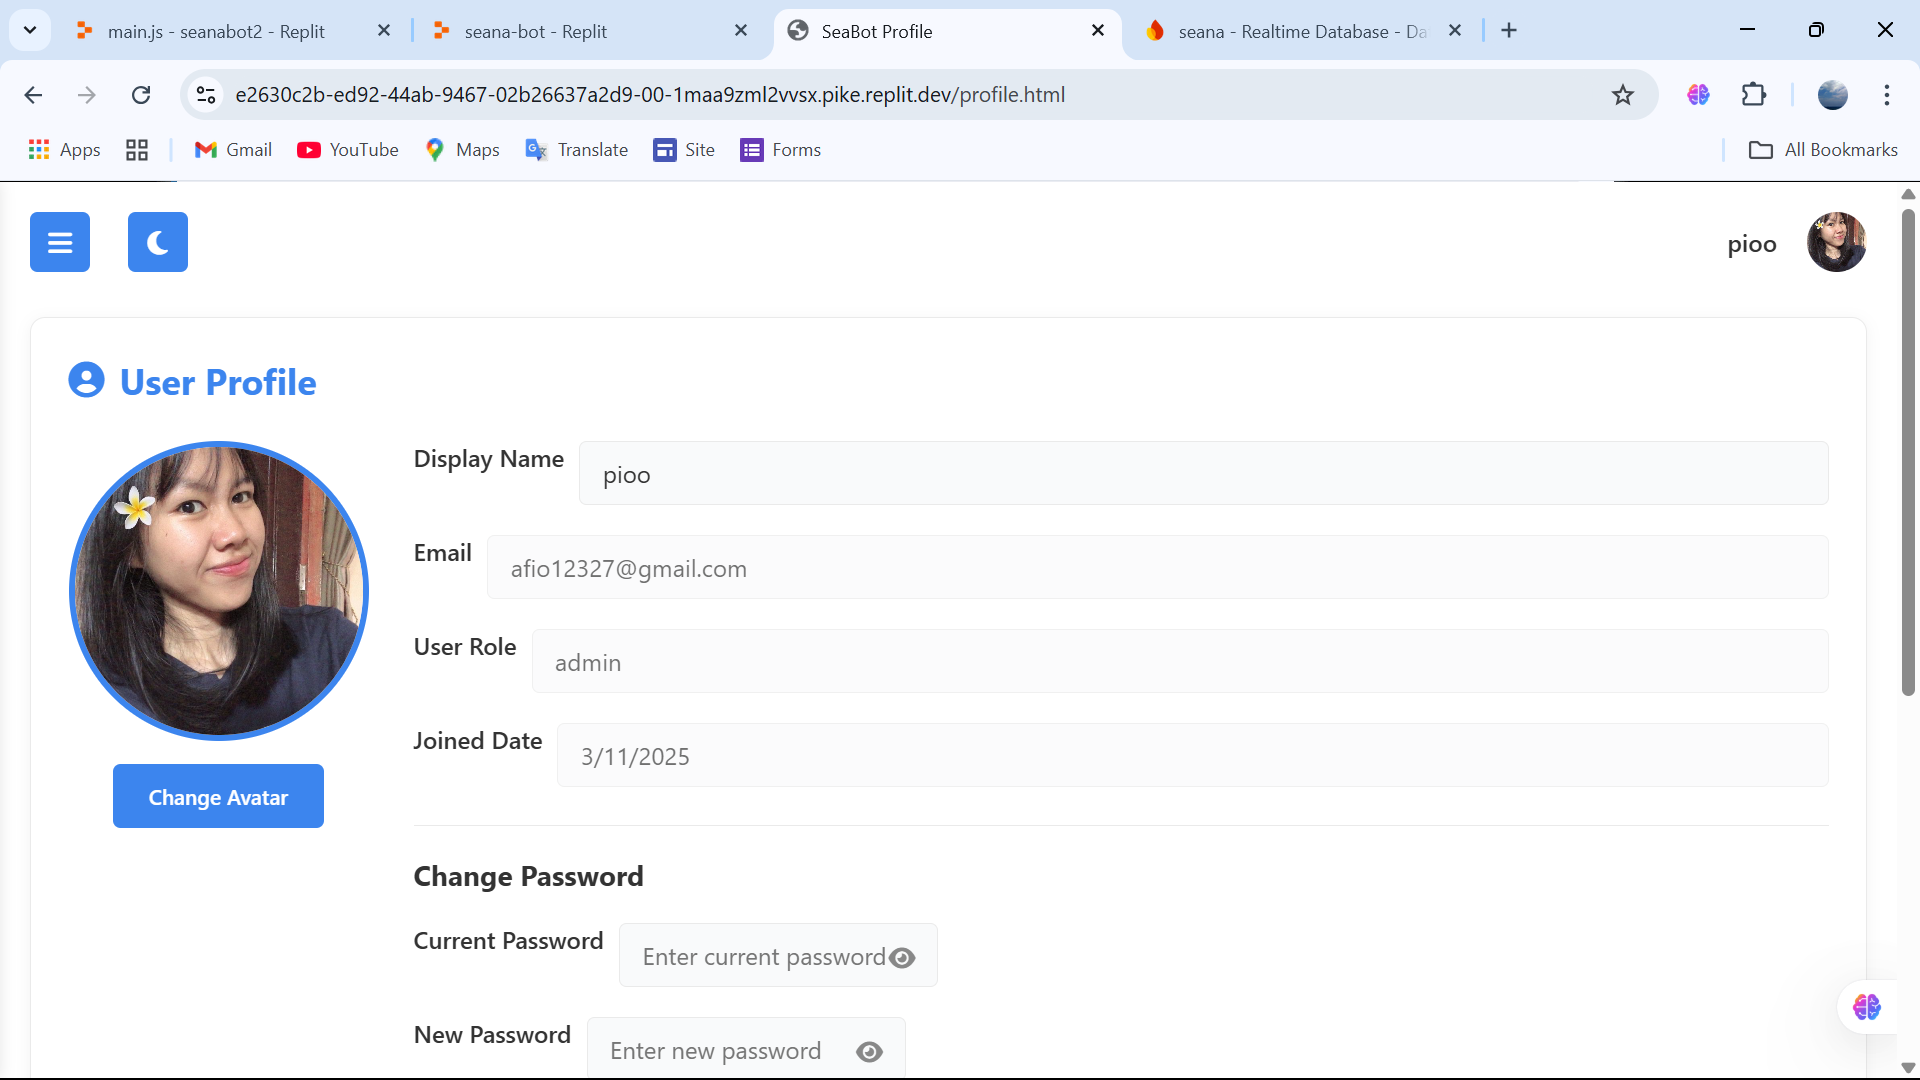 main.js - seanabot2 - Replit
seana-bot - Replit
SeaBot Profile
seana - Realtime Database - Da
e2630c2b-ed92-44ab-9467-02b26637a2d9-00-1maa9zml2vvsx.pike.replit.dev/profile.html
Apps
Gmail
YouTube
Maps
Translate
Site
Forms
All Bookmarks
pioo
User Profile
Display Name
pioo
Email
afio12327@gmail.com
User Role
admin
Joined Date
3/11/2025
Change Avatar
Change Password
Current Password
Enter current password
New Password
Enter new password